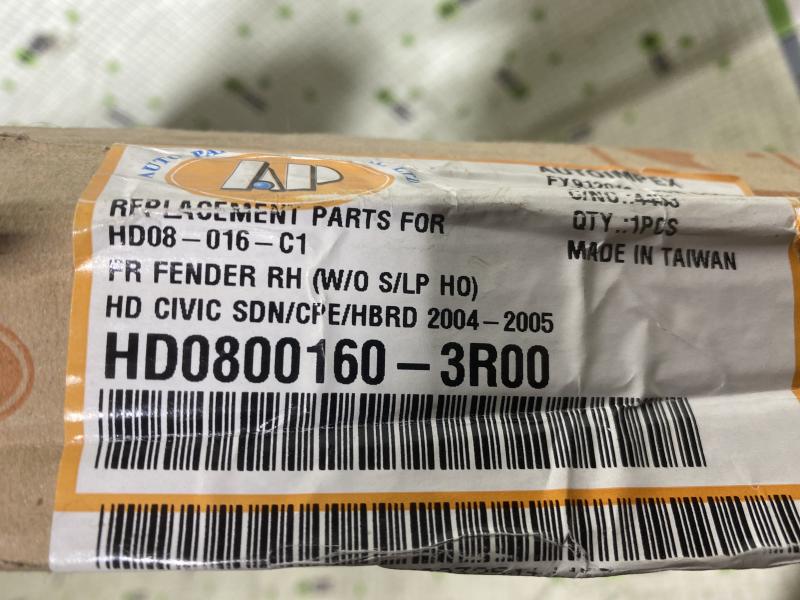 AP
AUTOIMPEX
REPLACEMENT PARTS FOR
HD08-016-C1
FR FENDER RH (W/O S/LP HO)
HD CIVIC SDN/CPE/HBRD 2004-2005
HD0800160-3R00
QTY.:1PCS
MADE IN TAIWAN